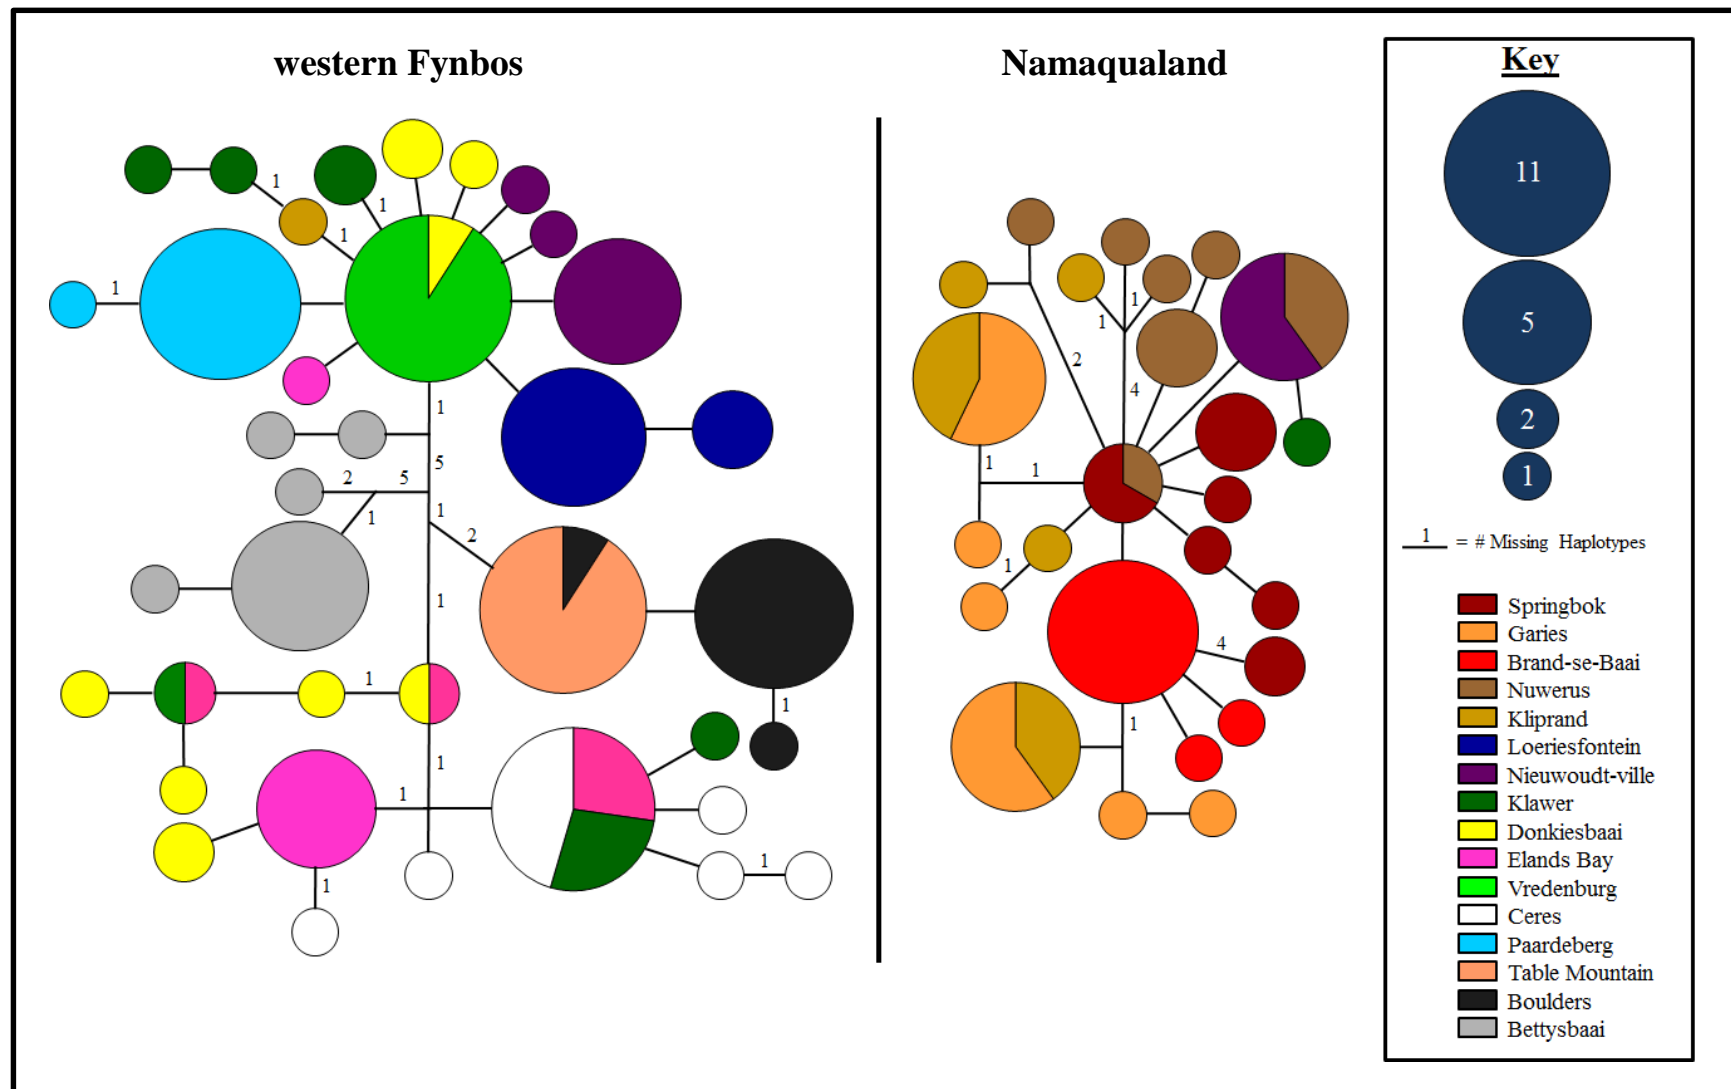 western Fynbos
Namaqualand
Key
11
5
2
1
1 = # Missing Haplotypes
Springbok
Garies
Brand-se-Baai
Nuwerus
Kliprand
Loeriesfontein
Nieuwoudt-ville
Klawer
Donkiesbaai
Elands Bay
Vredenburg
Ceres
Paardeberg
Table Mountain
Boulders
Bettysbaai
1
1
1
1
1
5
2
5
1
1
2
1
1
1
1
1
1
1
1
1
2
4
1
1
1
4
1